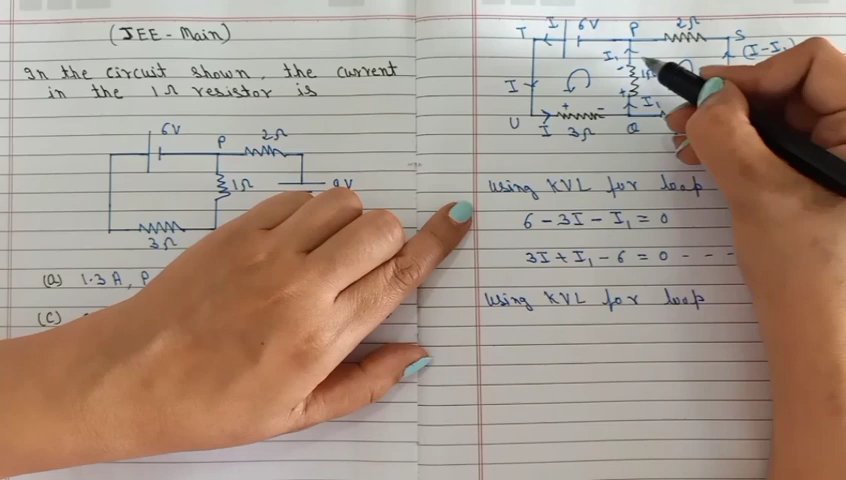 (JEE-Main)
In the circuit shown, the current
in the 1Ω resistor is
6V
P
2Ω
1Ω
9V
3Ω
(a) 1.3 A, P
(c)
T I 6V P 2Ω S
I₁ 1Ω (I-I₁)
I
I₁
U I 3Ω Q
Using KVL for loop
6-3I-I₁=0
3I+I₁-6=0---
Using KVL for loop